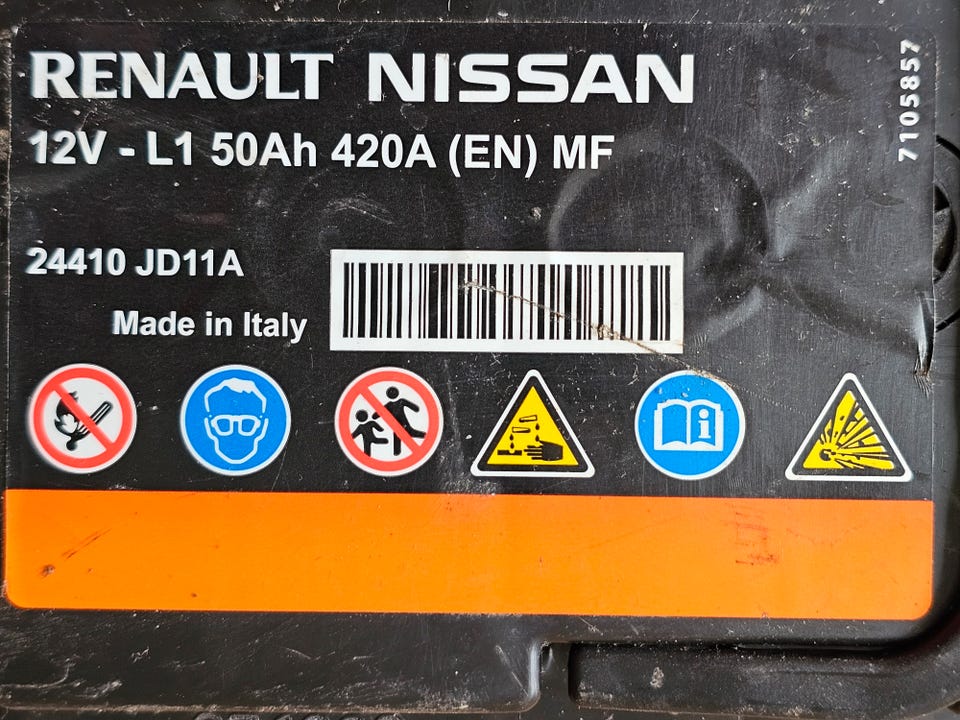 RENAULT NISSAN
12V - L1 50Ah 420A (EN) MF
7105857
24410 JD11A
Made in Italy